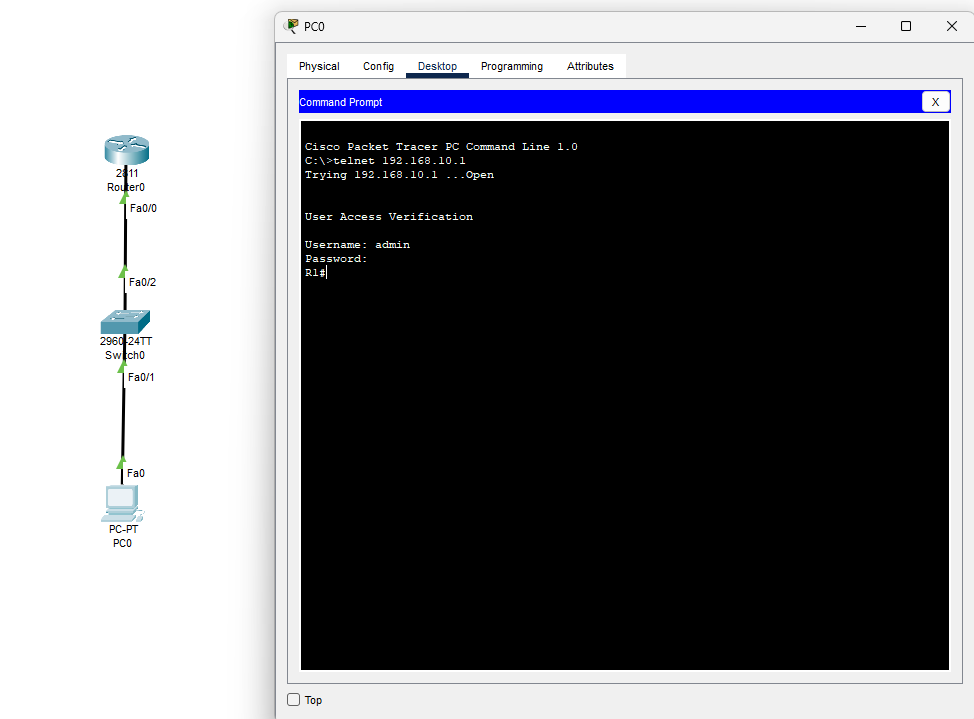 PC0
Physical Config Desktop Programming Attributes
Command Prompt
X
Cisco Packet Tracer PC Command Line 1.0
C:\>telnet 192.168.10.1
Trying 192.168.10.1 ...Open
User Access Verification
Username: admin
Password:
R1#
Top
2811
Router0
Fa0/0
Fa0/2
2960-24TT
Switch0
Fa0/1
Fa0
PC-PT
PC0